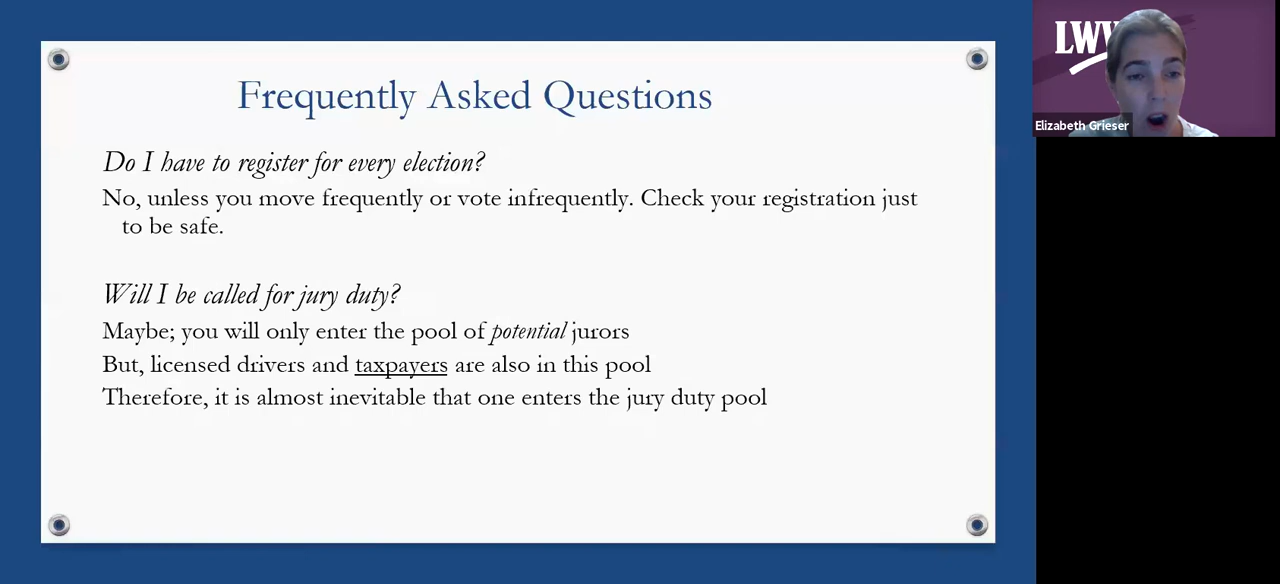 Frequently Asked Questions
Do I have to register for every election?
No, unless you move frequently or vote infrequently. Check your registration just
to be safe.
Will I be called for jury duty?
Maybe; you will only enter the pool of potential jurors
But, licensed drivers and taxpayers are also in this pool
Therefore, it is almost inevitable that one enters the jury duty pool
LWV
Elizabeth Grieser